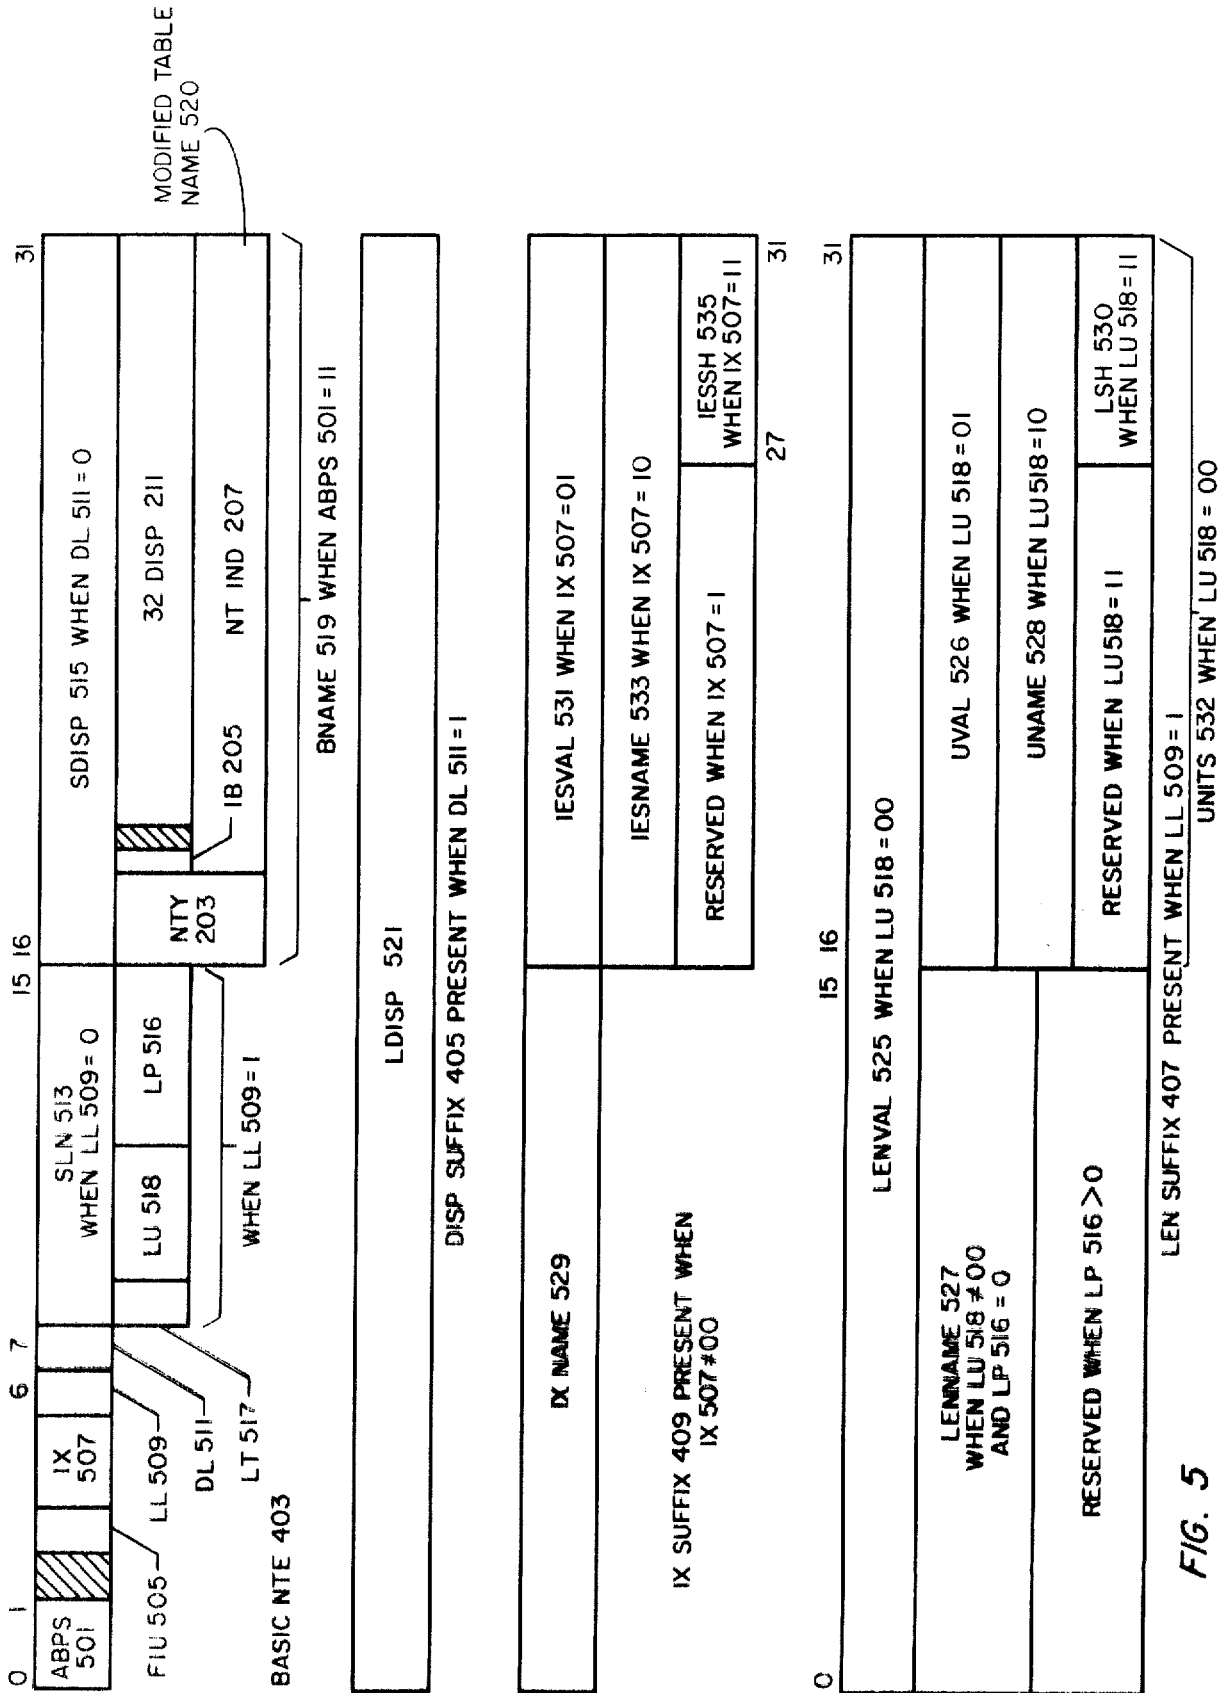 0 1 6 7 15 16 31
ABPS
501
IX
507
SLN 513
WHEN LL 509 = 0
SDISP 515 WHEN DL 511 = 0
LU 518
LP 516
NTY
203
32 DISP 211
IB 205
NT IND 207
MODIFIED TABLE
NAME 520
FIU 505
LL 509
DL 511
LT 517
WHEN LL 509 = 1
BNAME 519 WHEN ABPS 501 = 11
BASIC NTE 403
LDISP 521
DISP SUFFIX 405 PRESENT WHEN DL 511 = 1
IX NAME 529
IESVAL 531 WHEN IX 507 = 01
IESNAME 533 WHEN IX 507 = 10
RESERVED WHEN IX 507 = 1
IESSH 535
WHEN IX 507 = 11
27 31
IX SUFFIX 409 PRESENT WHEN
IX 507 ≠ 00
0 15 16 31
LENVAL 525 WHEN LU 518 = 00
LENNAME 527
WHEN LU 518 ≠ 00
AND LP 516 = 0
UVAL 526 WHEN LU 518 = 01
UNAME 528 WHEN LU 518 = 10
RESERVED WHEN LP 516 > 0
RESERVED WHEN LU 518 = 11
LSH 530
WHEN LU 518 = 11
LEN SUFFIX 407 PRESENT WHEN LL 509 = 1
UNITS 532 WHEN LU 518 = 00
FIG. 5